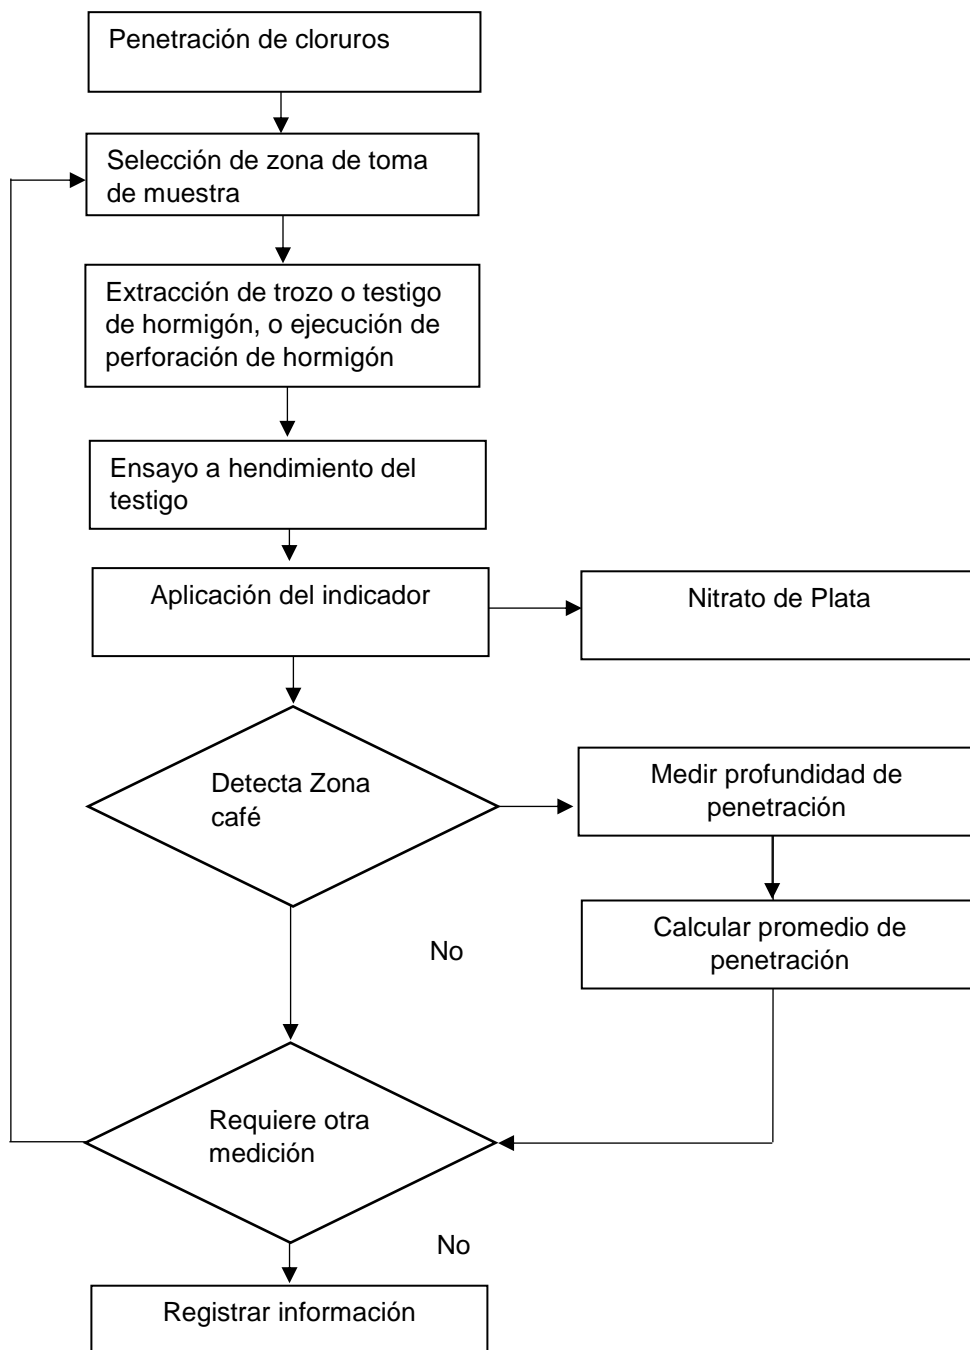 Penetración de cloruros
Selección de zona de toma
de muestra
Extracción de trozo o testigo
de hormigón, o ejecución de
perforación de hormigón
Ensayo a hendimiento del
testigo
Aplicación del indicador
Nitrato de Plata
Detecta Zona
café
Medir profundidad de
penetración
Calcular promedio de
penetración
No
Requiere otra
medición
No
Registrar información